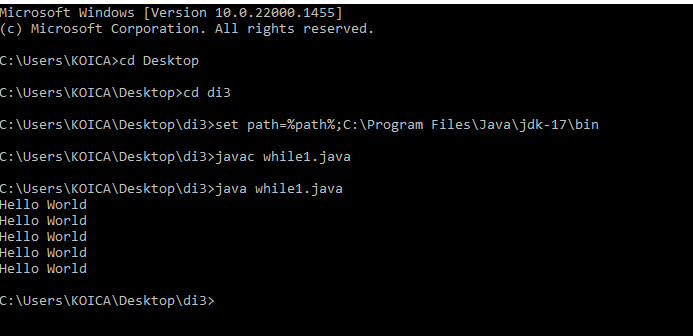 Microsoft Windows [Version 10.0.22000.1455]
(c) Microsoft Corporation. All rights reserved.
C:\Users\KOICA>cd Desktop
C:\Users\KOICA\Desktop>cd di3
C:\Users\KOICA\Desktop\di3>set path=%path%;C:\Program Files\Java\jdk-17\bin
C:\Users\KOICA\Desktop\di3>javac while1.java
C:\Users\KOICA\Desktop\di3>java while1.java
Hello World
Hello World
Hello World
Hello World
Hello World
C:\Users\KOICA\Desktop\di3>